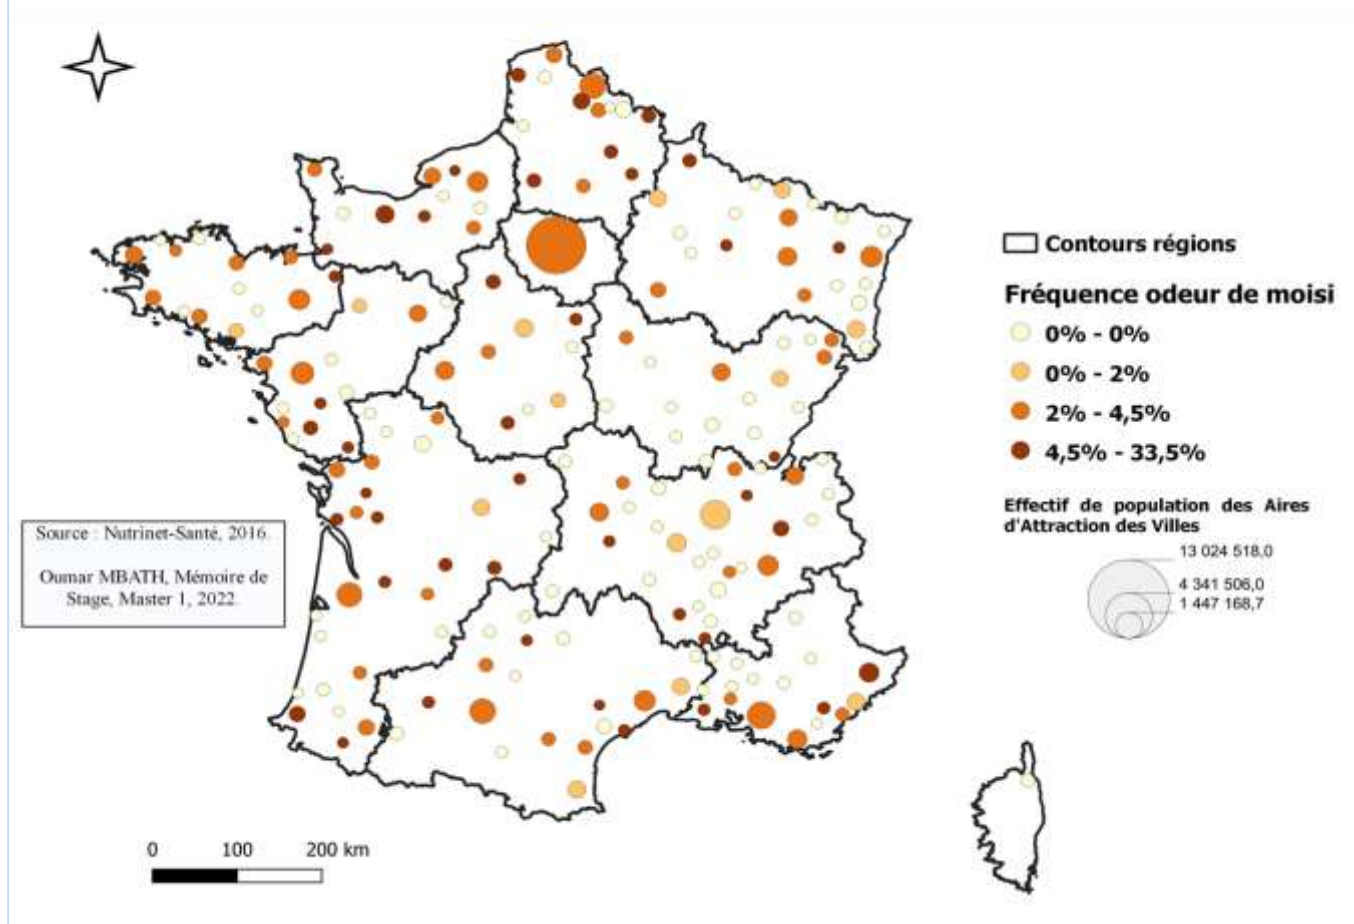 Contours régions
Fréquence odeur de moisi
0% - 0%
0% - 2%
2% - 4,5%
4,5% - 33,5%
Effectif de population des Aires
d'Attraction des Villes
13 024 518,0
4 341 506,0
1 447 168,7
Source : Nutrinet-Santé, 2016.
Oumar MBATH, Mémoire de
Stage, Master 1, 2022.
0 100 200 km